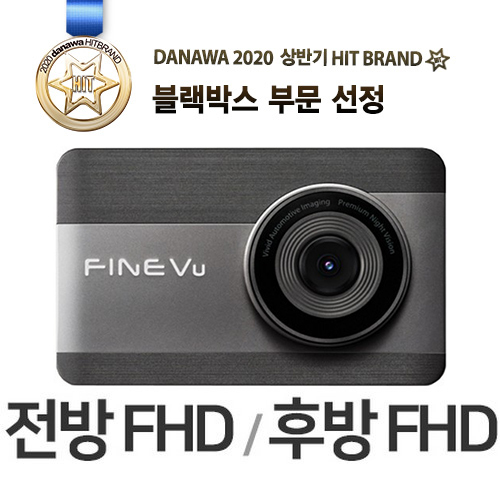 2020 danawa HITBRAND
HIT
DANAWA 2020 상반기 HIT BRAND
HIT
블랙박스 부문 선정
Vivid Automotive Imaging
Premium Night Vision
FINEVu
전방 FHD / 후방 FHD